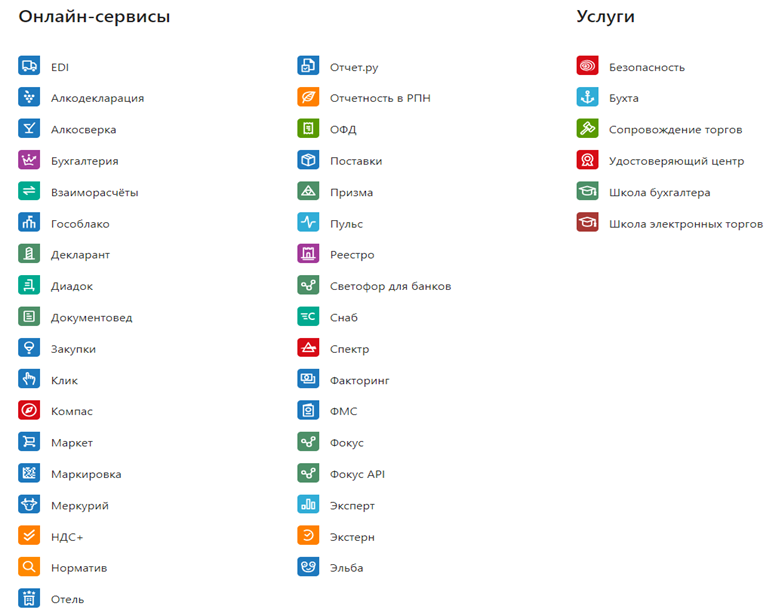 Онлайн-сервисы
EDI
Алкодекларация
Алкосверка
Бухгалтерия
Взаиморасчёты
Гособлако
Декларант
Диадок
Документовед
Закупки
Клик
Компас
Маркет
Маркировка
Меркурий
НДС+
Норматив
Отель
Отчет.ру
Отчетность в РПН
ОФД
Поставки
Призма
Пульс
Реестро
Светофор для банков
Снаб
Спектр
Факторинг
ФМС
Фокус
Фокус API
Эксперт
Экстерн
Эльба
Услуги
Безопасность
Бухта
Сопровождение торгов
Удостоверяющий центр
Школа бухгалтера
Школа электронных торгов